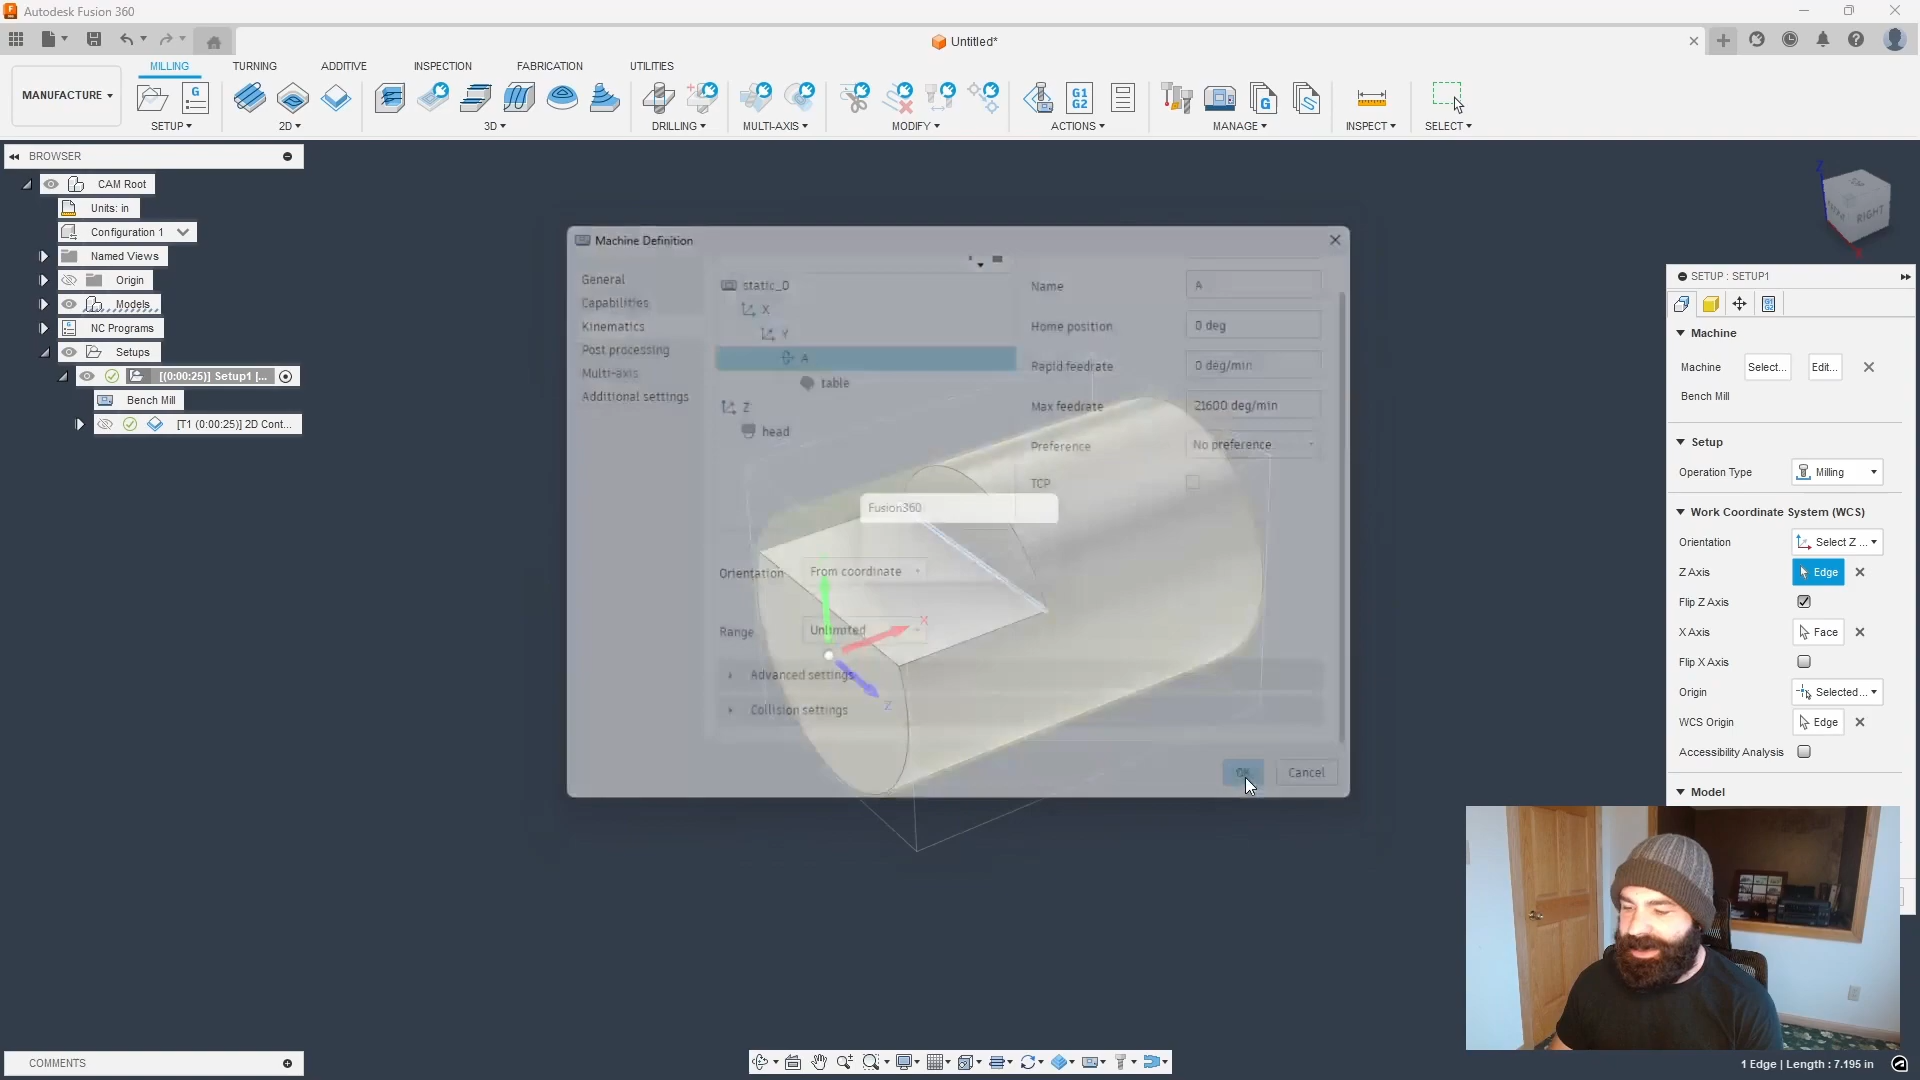 Autodesk Fusion 360
Untitled*
MILLING
TURNING
ADDITIVE
INSPECTION
FABRICATION
UTILITIES
MANUFACTURE
G
G1
G2
G
SETUP
2D
3D
DRILLING
MULTI-AXIS
MODIFY
ACTIONS
MANAGE
INSPECT
SELECT
BROWSER
CAM Root
Units: in
Configuration 1
Named Views
Origin
Models
NC Programs
Setups
[(0:00:25)] Setup1 |...
Bench Mill
[T1 (0:00:25)] 2D Cont...
Machine Definition
General
Capabilities
Kinematics
Post processing
Multi-axis
Additional settings
static_0
X
Y
A
table
Z
head
Name
A
Home position
0 deg
Rapid feedrate
0 deg/min
Max feedrate
21600 deg/min
Preference
No preference
TCP
Fusion360
Orientation
From coordinate
Range
Unlimited
X
Z
Advanced settings
Collision settings
OK
Cancel
Z
RIGHT
SETUP : SETUP1
Machine
Machine
Select...
Edit...
Bench Mill
Setup
Operation Type
Milling
Work Coordinate System (WCS)
Orientation
Select Z ...
Z Axis
Edge
Flip Z Axis
X Axis
Face
Flip X Axis
Origin
Selected...
WCS Origin
Edge
Accessibility Analysis
Model
COMMENTS
1 Edge | Length : 7.195 in